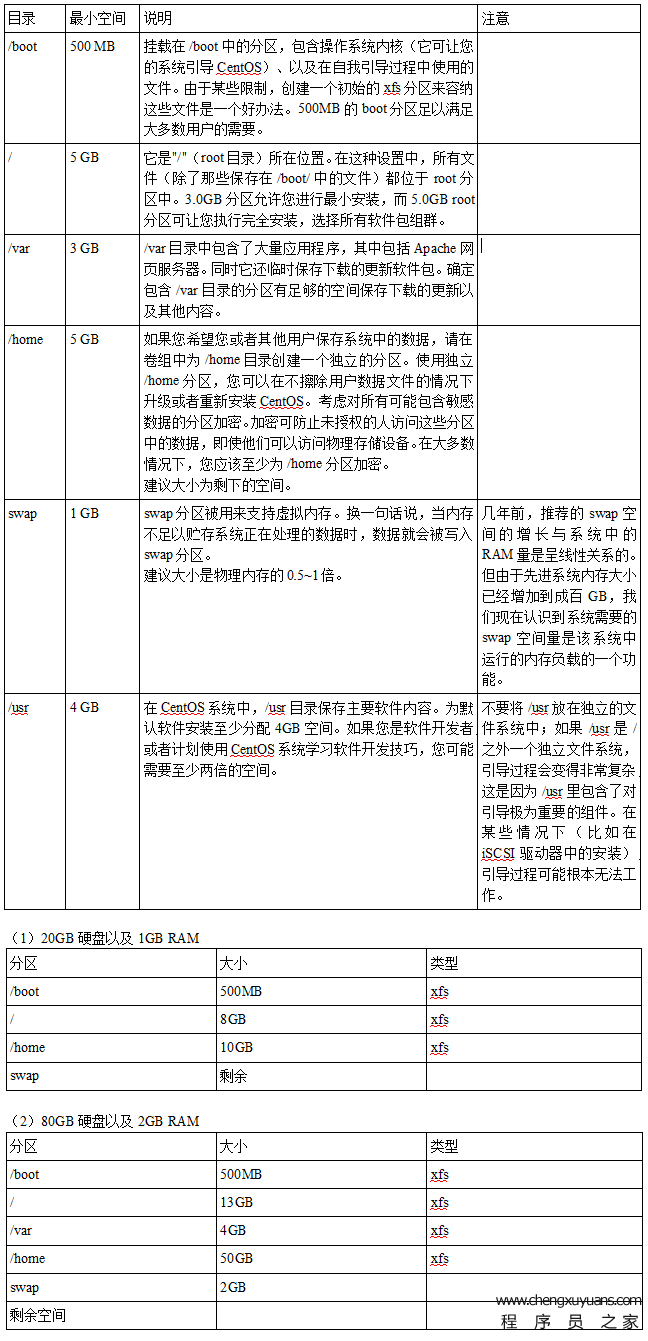 目录 最小空间 说明 注意
/boot 500 MB 挂载在 /boot 中的分区，包含操作系统内核（它可让您
的系统引导 CentOS）、以及在自我引导过程中使用的
文件。由于某些限制，创建一个初始的 xfs 分区来容纳
这些文件是一个好办法。500MB 的 boot 分区足以满足
大多数用户的需要。
/ 5 GB 它是"/"（root 目录）所在位置。在这种设置中，所有文
件（除了那些保存在 /boot/ 中的文件）都位于 root 分
区中。3.0GB 分区允许您进行最小安装，而 5.0GB root
分区可让您执行完全安装，选择所有软件包组群。
/var 3 GB /var 目录中包含了大量应用程序，其中包括 Apache 网
页服务器。同时它还临时保存下载的更新软件包。确定
包含 /var 目录的分区有足够的空间保存下载的更新以
及其他内容。
/home 5 GB 如果您希望您或者其他用户保存系统中的数据，请在
卷组中为 /home 目录创建一个独立的分区。使用独立
/home 分区，您可以在不擦除用户数据文件的情况下
升级或者重新安装 CentOS。考虑对所有可能包含敏感
数据的分区加密。加密可防止未授权的人访问这些分区
中的数据，即使他们可以访问物理存储设备。在大多数
情况下，您应该至少为 /home 分区加密。
建议大小为剩下的空间。
swap 1 GB swap 分区被用来支持虚拟内存。换一句话说，当内存
不足以贮存系统正在处理的数据时，数据就会被写入
swap 分区。
建议大小是物理内存的 0.5~1 倍。
几年前，推荐的 swap 空
间的增长与系统中的
RAM 量是呈线性关系的。
但由于先进系统内存大小
已经增加到成百 GB，我
们现在认识到系统需要的
swap 空间量是该系统中
运行的内存负载的一个功
能。
/usr 4 GB 在 CentOS 系统中，/usr 目录保存主要软件内容。为默
认软件安装至少分配 4GB 空间。如果您是软件开发者
或者计划使用 CentOS 系统学习软件开发技巧，您可能
需要至少两倍的空间。
不要将 /usr 放在独立的文
件系统中；如果 /usr 是 /
之外一个独立文件系统，
引导过程会变得非常复杂，
这是因为 /usr 里包含了对
引导极为重要的组件。在
某些情况下（比如在
iSCSI 驱动器中的安装）
引导过程可能根本无法工
作。
（1）20GB 硬盘以及 1GB RAM
分区 大小 类型
/boot 500MB xfs
/ 8GB xfs
/home 10GB xfs
swap 剩余
（2）80GB 硬盘以及 2GB RAM
分区 大小 类型
/boot 500MB xfs
/ 13GB xfs
/var 4GB xfs
/home 50GB xfs
swap 2GB
剩余空间
www.chengxuyuans.com
程序员之家